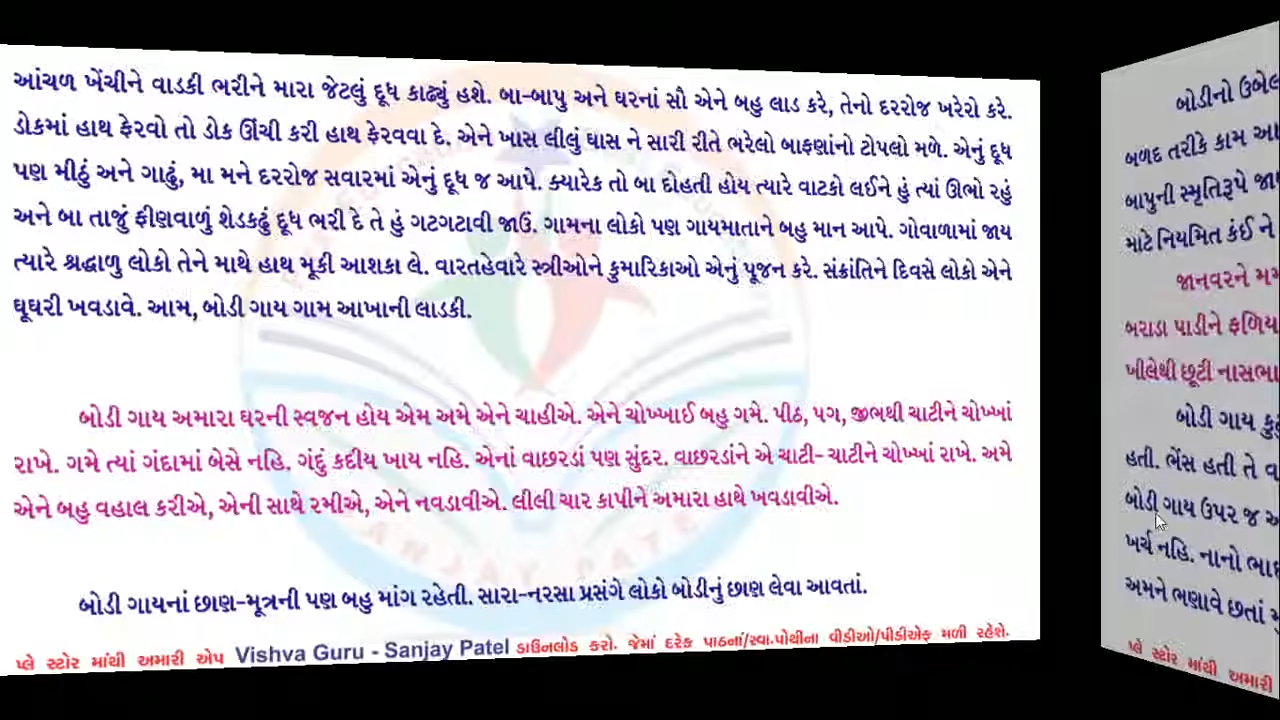 આંચળ ખેંચીને વાડકી ભરીને મારા જેટલું દૂધ કાઢ્યું હશે. બા-બાપુ અને ઘરનાં સૌ એને બહુ લાડ કરે, તેનો દરરોજ ખરેરો કરે.
ડોકમાં હાથ ફેરવો તો ડોક ઊંચી કરી હાથ ફેરવવા દે. એને ખાસ લીલું ઘાસ ને સારી રીતે ભરેલો બાફણાંનો ટોપલો મળે. એનું દૂધ
પણ મીઠું અને ગાઢું, મા મને દરરોજ સવારમાં એનું દૂધ જ આપે. ક્યારેક તો બા દોહતી હોય ત્યારે વાટકો લઈને હું ત્યાં ઊભો રહું
અને બા તાજું ફીણવાળું શેડકઢું દૂધ ભરી દે તે હું ગટગટાવી જાઉં. ગામના લોકો પણ ગાયમાતાને બહુ માન આપે. ગોવાળામાં જાય
ત્યારે શ્રદ્ધાળુ લોકો તેને માથે હાથ મૂકી આશકા લે. વારતહેવારે સ્ત્રીઓને કુમારિકાઓ એનું પૂજન કરે. સંક્રાંતિને દિવસે લોકો એને
ઘૂઘરી ખવડાવે. આમ, બોડી ગાય ગામ આખાની લાડકી.
બોડી ગાય અમારા ઘરની સ્વજન હોય એમ અમે એને ચાહીએ. એને ચોખ્ખાઈ બહુ ગમે. પીઠ, પગ, જીભથી ચાટીને ચોખ્ખાં
રાખે. ગમે ત્યાં ગંદામાં બેસે નહિ. ગંદું કદીય ખાય નહિ. એનાં વાછરડાં પણ સુંદર. વાછરડાંને એ ચાટી-ચાટીને ચોખ્ખાં રાખે. અમે
એને બહુ વહાલ કરીએ, એની સાથે રમીએ, એને નવડાવીએ. લીલી ચાર કાપીને અમારા હાથે ખવડાવીએ.
બોડી ગાયનાં છાણ-મૂત્રની પણ બહુ માંગ રહેતી. સારા-નરસા પ્રસંગે લોકો બોડીનું છાણ લેવા આવતાં.
પ્લે સ્ટોર માંથી અમારી એપ Vishva Guru - Sanjay Patel ડાઉનલોડ કરો. જેમાં દરેક પાઠનાં/સ્વા.પોથીના વીડીઓ/પીડીએફ મળી રહેશે.
બોડીનો
બળદ તરીકે કામ
બાપુની સ્મૃતિરૂપે
માટે નિયમિત કંઈ ને
જાનવરને
બરાડા પાડીને
ખીલેથી છૂટી
બોડી ગાય
હતી. ભેંસ હતી તે
બોડી ગાય ઉપર જ
ખર્ચ નહિ. નાનો
અમને ભણાવે છતાં
પ્લે સ્ટોર માંથી અમારી